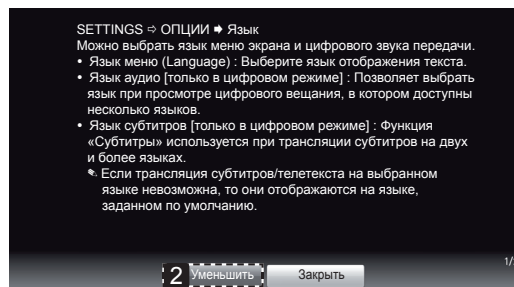 SETTINGS ⇨ ОПЦИИ ➧ Язык
Можно выбрать язык меню экрана и цифрового звука передачи.
• Язык меню (Language) : Выберите язык отображения текста.
• Язык аудио [только в цифровом режиме] : Позволяет выбрать
язык при просмотре цифрового вещания, в котором доступны
несколько языков.
• Язык субтитров [только в цифровом режиме] : Функция
«Субтитры» используется при трансляции субтитров на двух
и более языках.
✎ Если трансляция субтитров/телетекста на выбранном
языке невозможна, то они отображаются на языке,
заданном по умолчанию.
1/
2 Уменьшить Закрыть